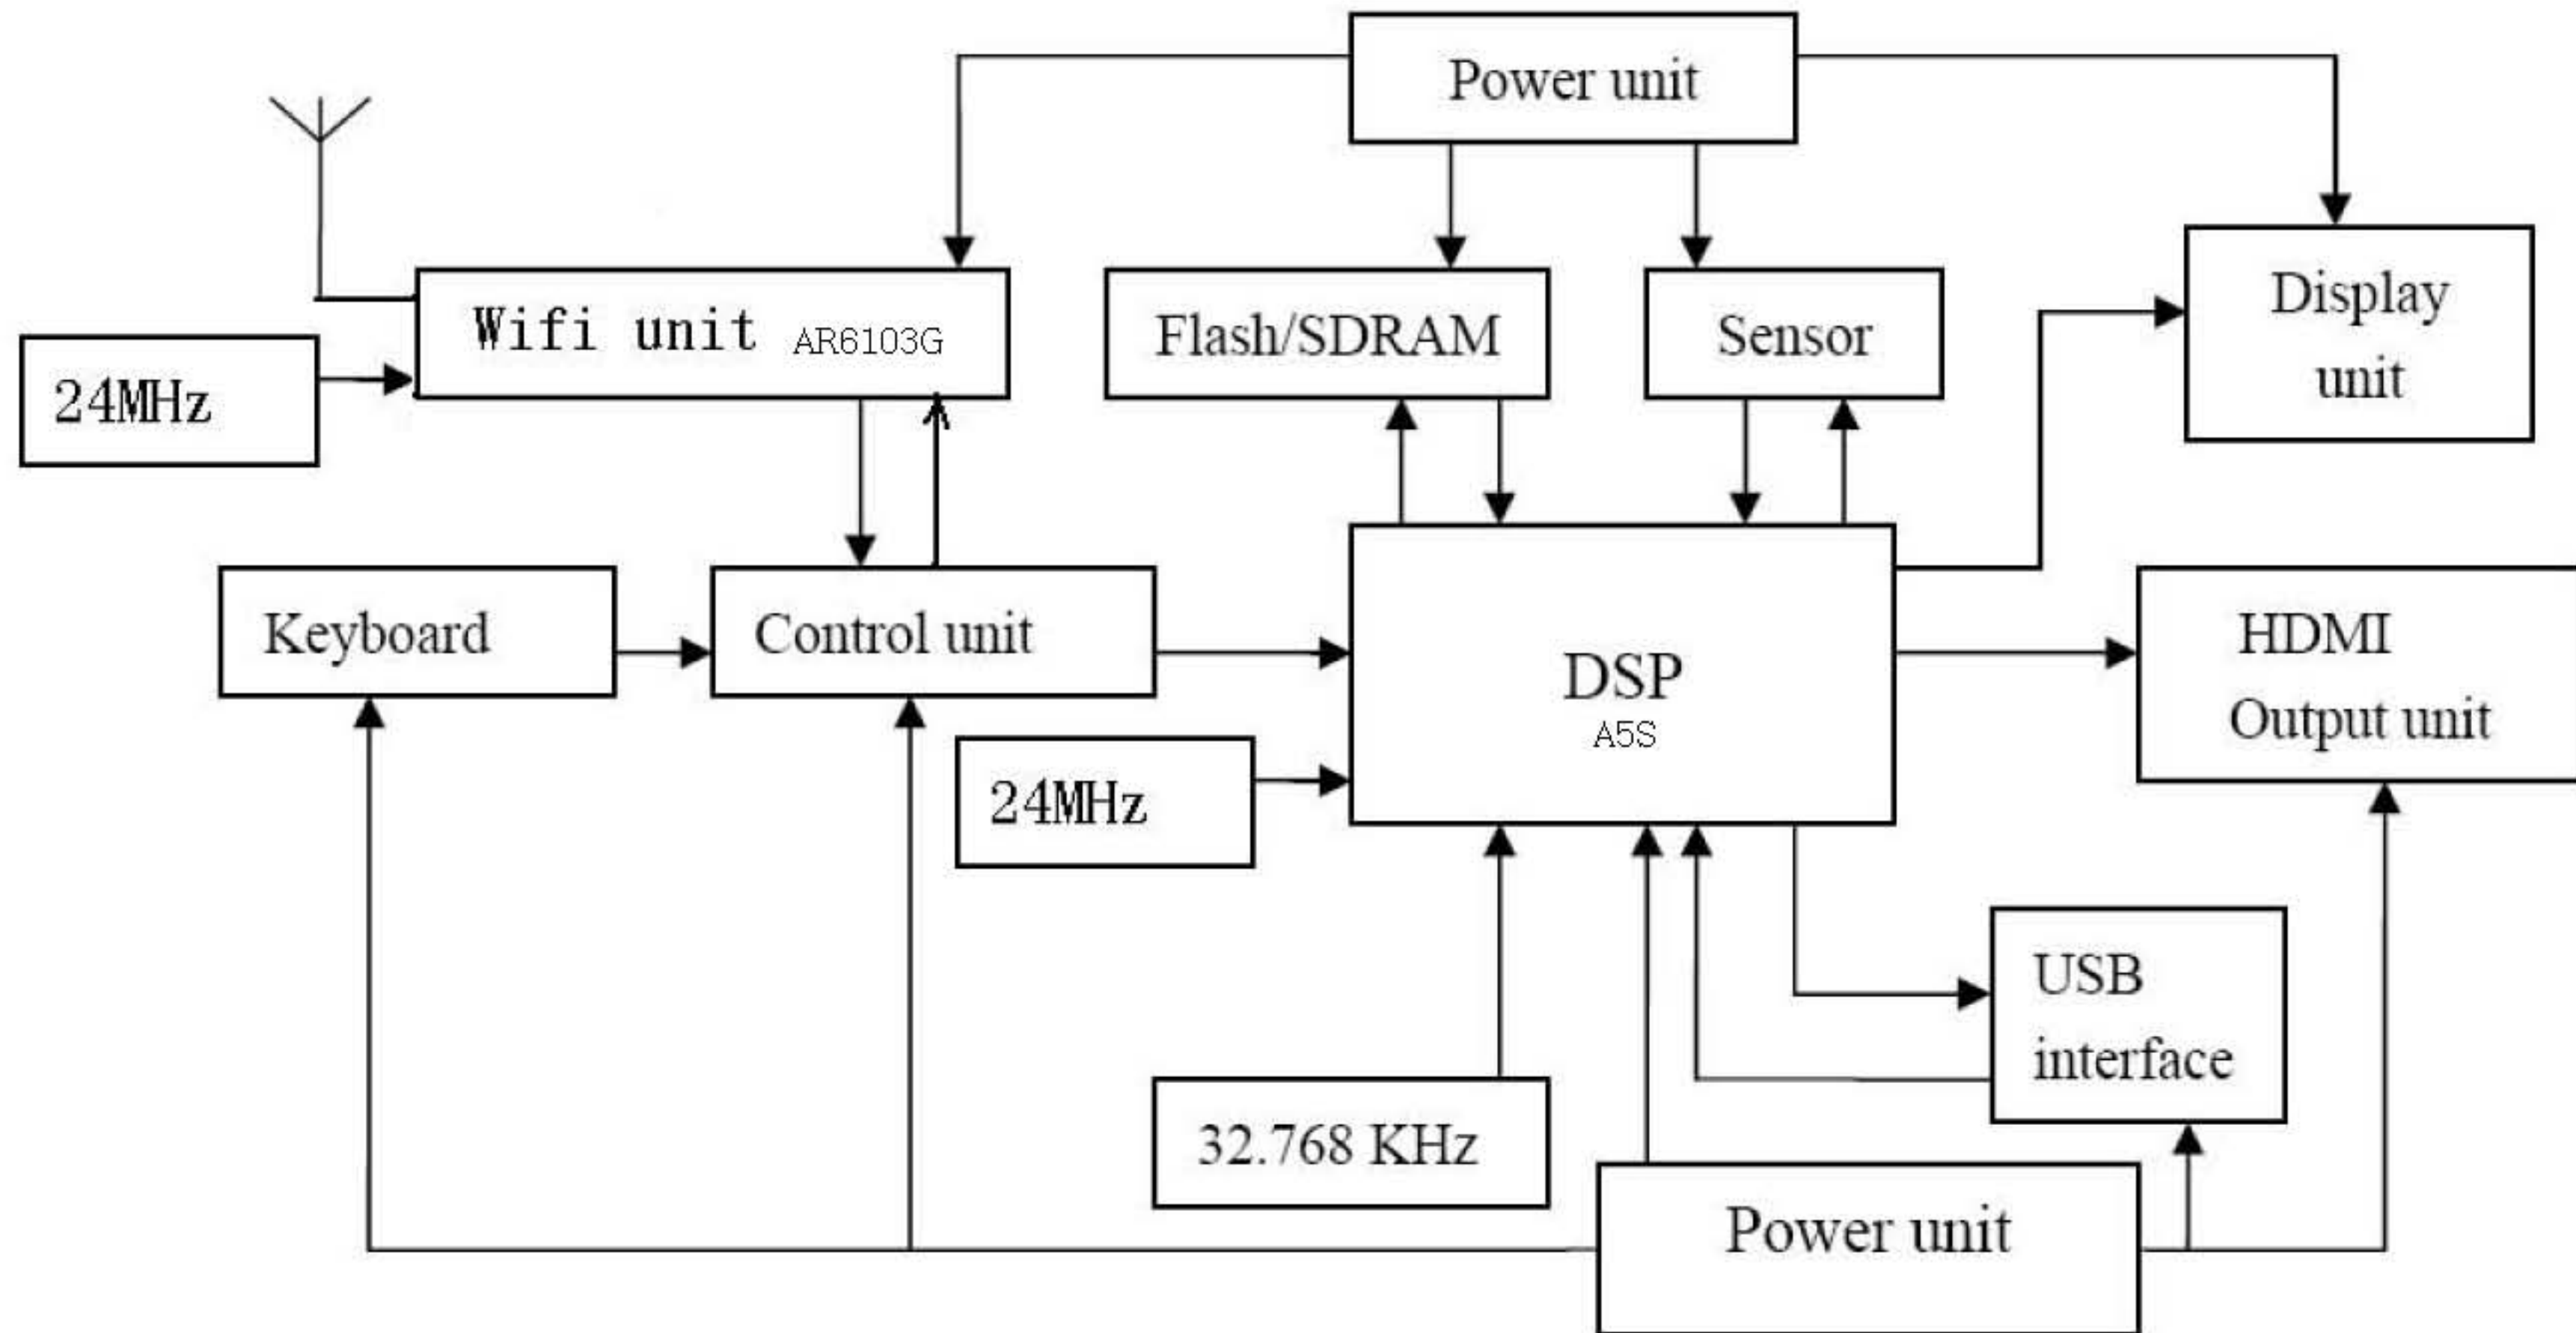 Power unit
Wifi unit AR6103G
Flash/SDRAM
Sensor
Display
unit
24MHz
Keyboard
Control unit
DSP
A5S
HDMI
Output unit
24MHz
USB
interface
32.768 KHz
Power unit